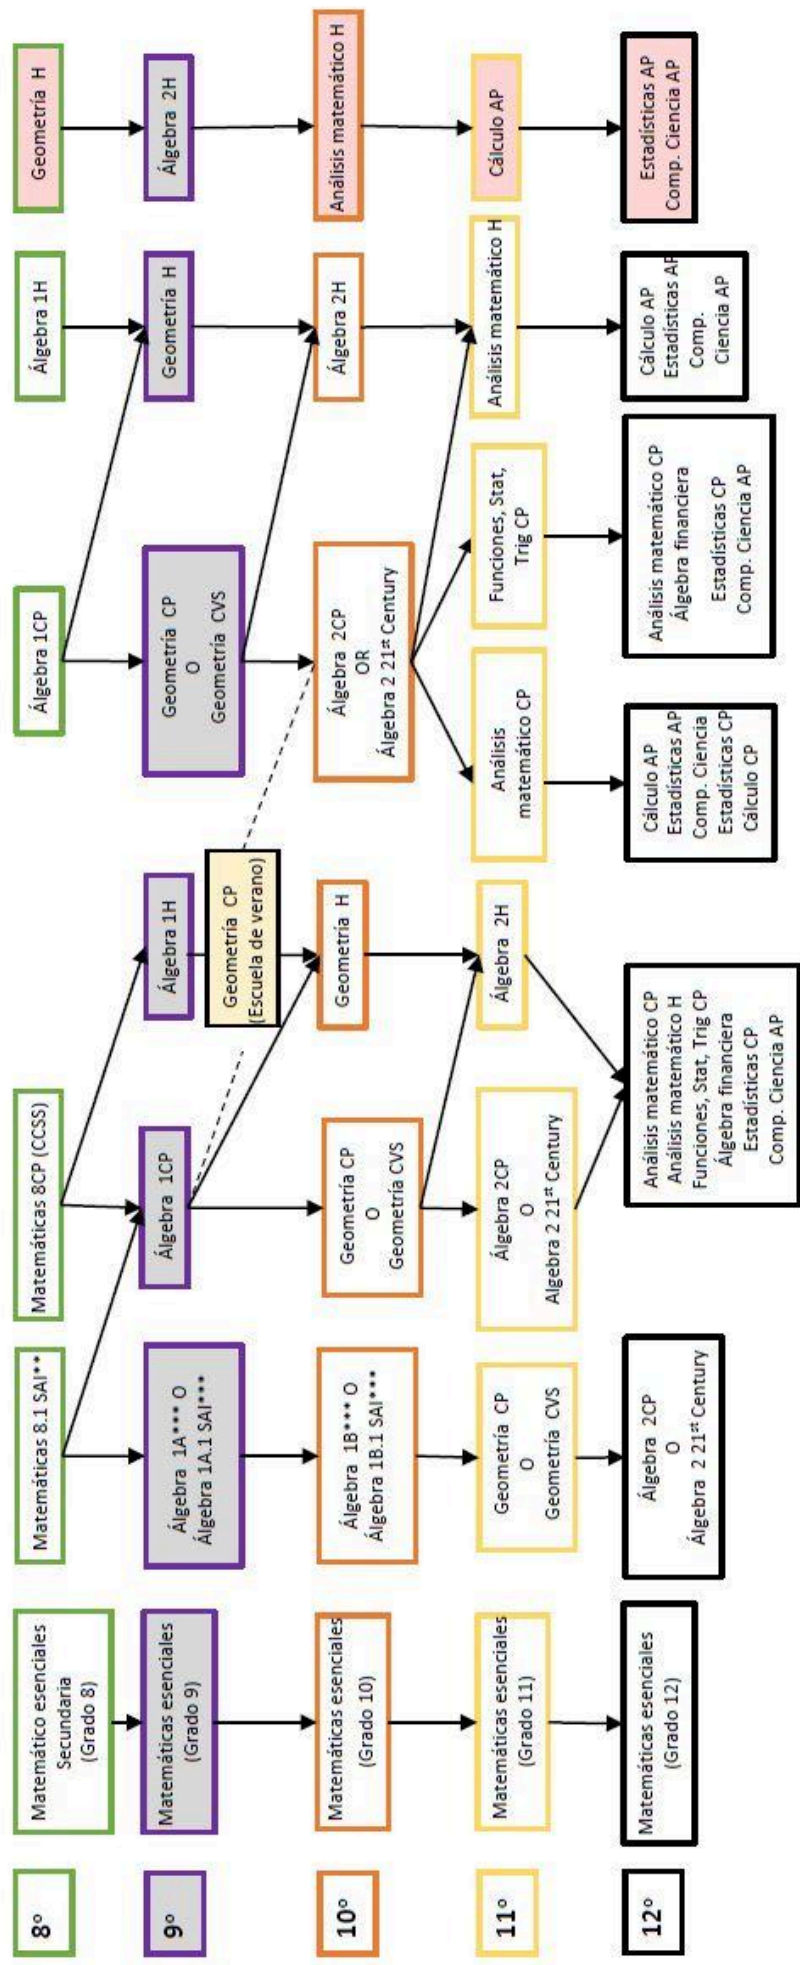 8º
Matemático esenciales
Secundaria
(Grado 8)
Matemáticas 8.1 SAI**
Matemáticas 8CP (CCSS)
Álgebra 1CP
Álgebra 1H
Geometría H
9º
Matemáticas esenciales
(Grado 9)
Álgebra 1A*** O
Álgebra 1A.1 SAI***
Álgebra 1CP
Álgebra 1H
Geometría CP
O
Geometría CVS
Geometría H
Álgebra 2H
Geometría CP
(Escuela de verano)
10º
Matemáticas esenciales
(Grado 10)
Álgebra 1B*** O
Álgebra 1B.1 SAI***
Geometría CP
O
Geometría CVS
Geometría H
Álgebra 2CP
OR
Álgebra 2 21st Century
Álgebra 2H
Análisis matemático H
11º
Matemáticas esenciales
(Grado 11)
Geometría CP
O
Geometría CVS
Álgebra 2CP
O
Algebra 2 21st Century
Álgebra 2H
Análisis
matemático CP
Funciones, Stat,
Trig CP
Análisis matemático H
Cálculo AP
12º
Matemáticas esenciales
(Grado 12)
Álgebra 2CP
O
Álgebra 2 21st Century
Análisis matemático CP
Análisis matemático H
Funciones, Stat, Trig CP
Álgebra financiera
Estadísticas CP
Comp. Ciencia AP
Cálculo AP
Estadísticas AP
Comp. Ciencia
Estadísticas CP
Cálculo CP
Análisis matemático CP
Álgebra financiera
Estadísticas CP
Comp. Ciencia AP
Cálculo AP
Estadísticas AP
Comp.
Ciencia AP
Estadísticas AP
Comp. Ciencia AP